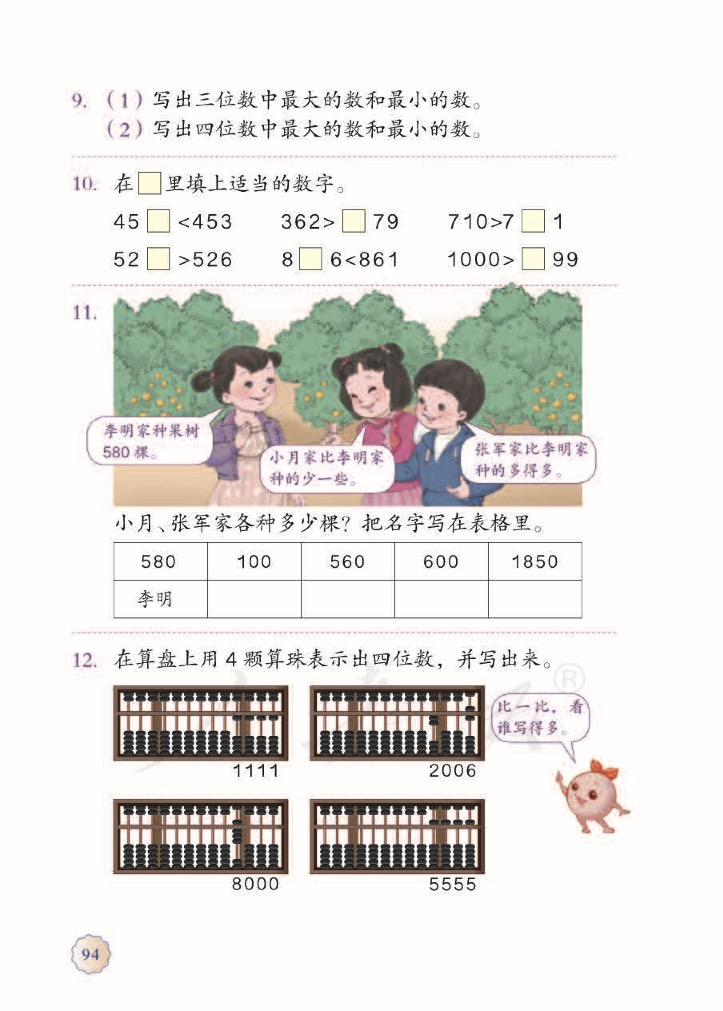 9. (1) 写出三位数中最大的数和最小的数。
(2) 写出四位数中最大的数和最小的数。
10. 在□里填上适当的数字。
45□<453 362>□79 710>7□1
52□>526 8□6<861 1000>□99
11.
李明家种果树
580棵。
小月家比李明家
种的少一些。
张军家比李明家
种的多得多。
小月、张军家各种多少棵?把名字写在表格里。
580 100 560 600 1850
李明
12. 在算盘上用4颗算珠表示出四位数，并写出来。
比一比，看
谁写得多。
®
1111 2006
8000 5555
94